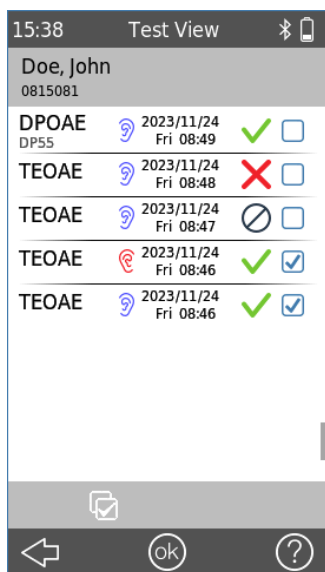 15:38 Test View
Doe, John
0815081
DPOAE 2023/11/24
DP55 Fri 08:49
TEOAE 2023/11/24
Fri 08:48
TEOAE 2023/11/24
Fri 08:47
TEOAE 2023/11/24
Fri 08:46
TEOAE 2023/11/24
Fri 08:46
ok ?